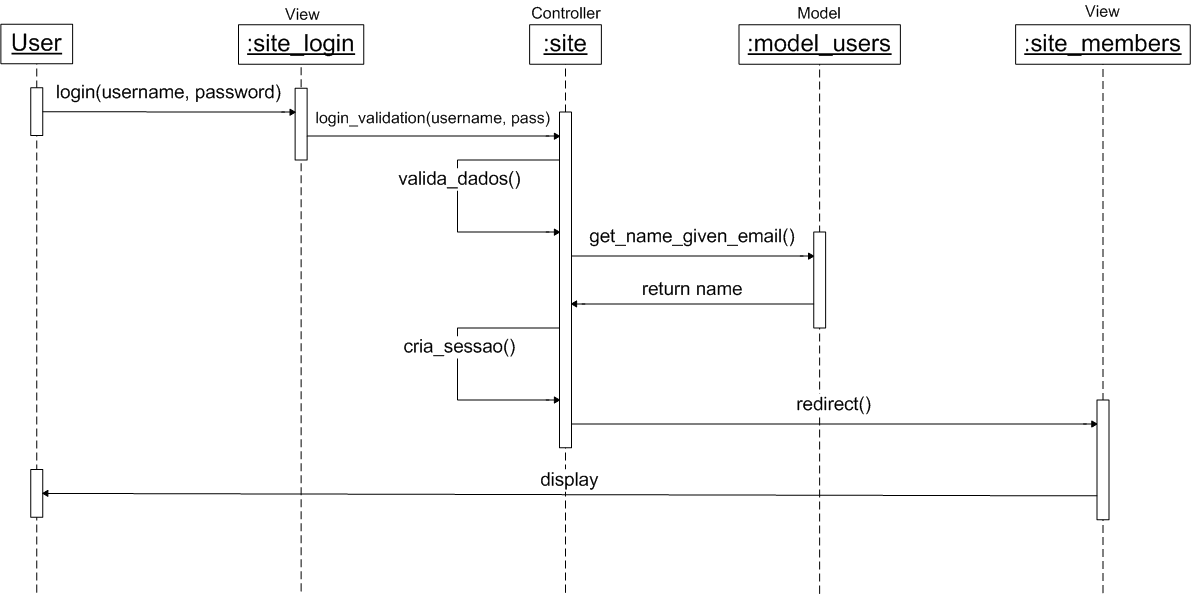 View
Controller
Model
View
User
:site_login
:site
:model_users
:site_members
login(username, password)
login_validation(username, pass)
valida_dados()
get_name_given_email()
return name
cria_sessao()
redirect()
display